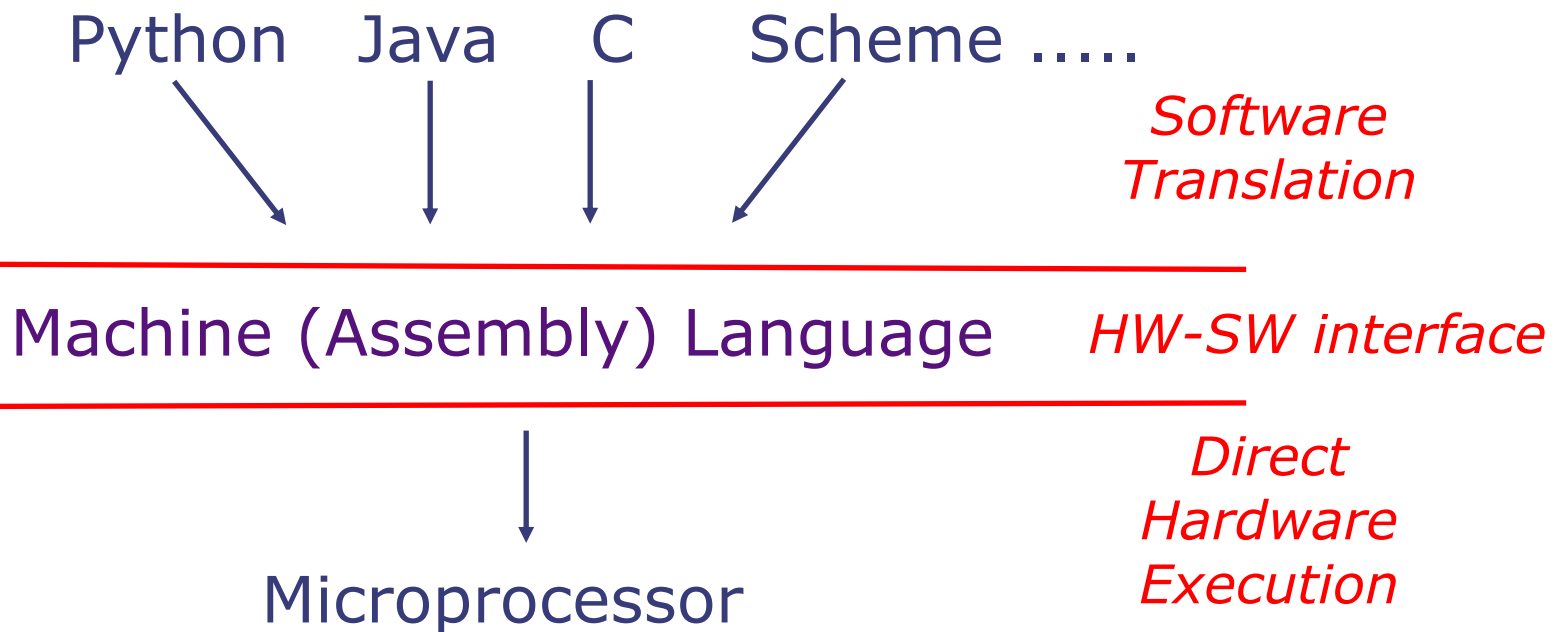 Python Java C Scheme .....
Software
Translation
Machine (Assembly) Language HW-SW interface
Direct
Hardware
Execution
Microprocessor